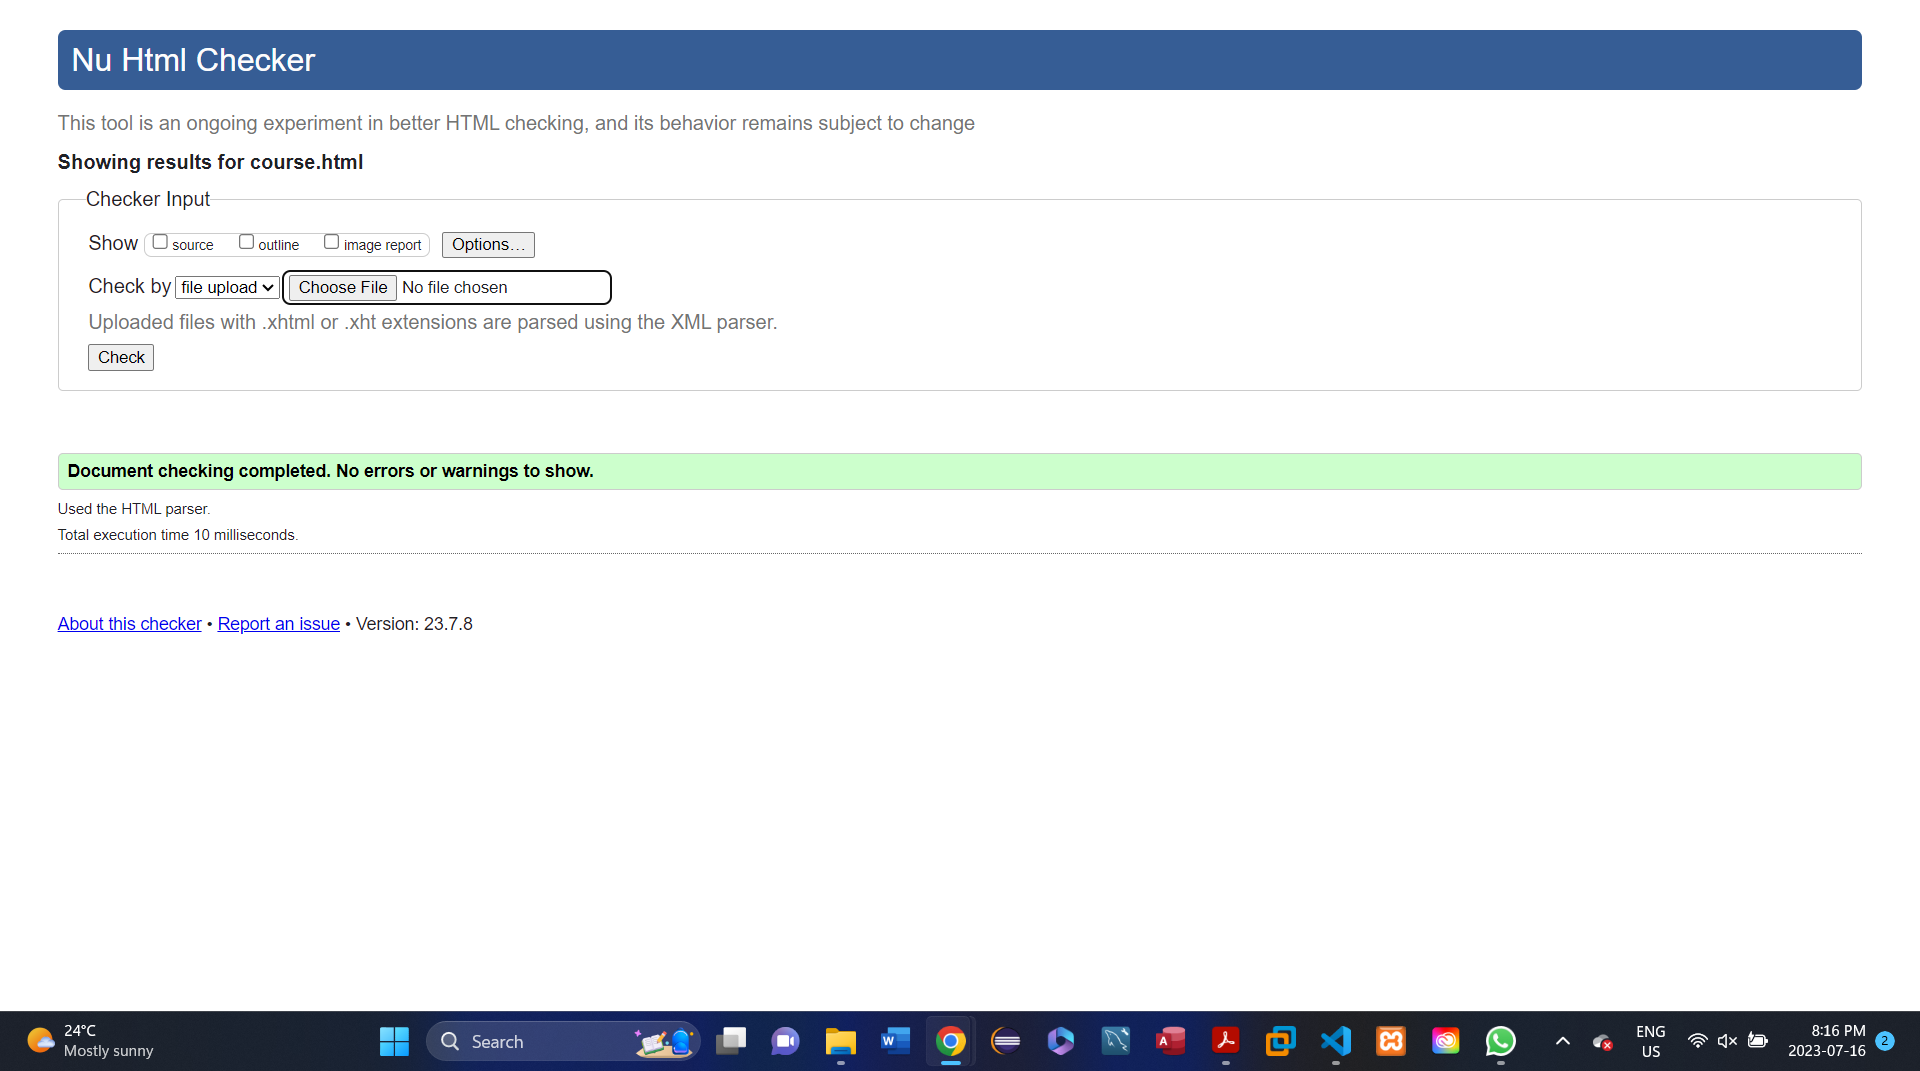 Nu Html Checker
This tool is an ongoing experiment in better HTML checking, and its behavior remains subject to change
Showing results for course.html
Checker Input
Show source outline image report Options...
Check by file upload Choose File No file chosen
Uploaded files with .xhtml or .xht extensions are parsed using the XML parser.
Check
Document checking completed. No errors or warnings to show.
Used the HTML parser.
Total execution time 10 milliseconds.
About this checker • Report an issue • Version: 23.7.8
24°C
Mostly sunny
Search
W
A
ENG
US
8:16 PM
2023-07-16
2